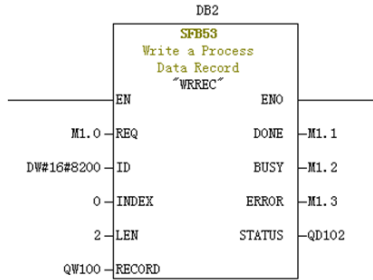 DB2
SFB53
Write a Process
Data Record
"WRREC"
EN ENO
M1.0 REQ DONE M1.1
DW#16#8200 ID BUSY M1.2
0 INDEX ERROR M1.3
2 LEN STATUS QD102
QW100 RECORD